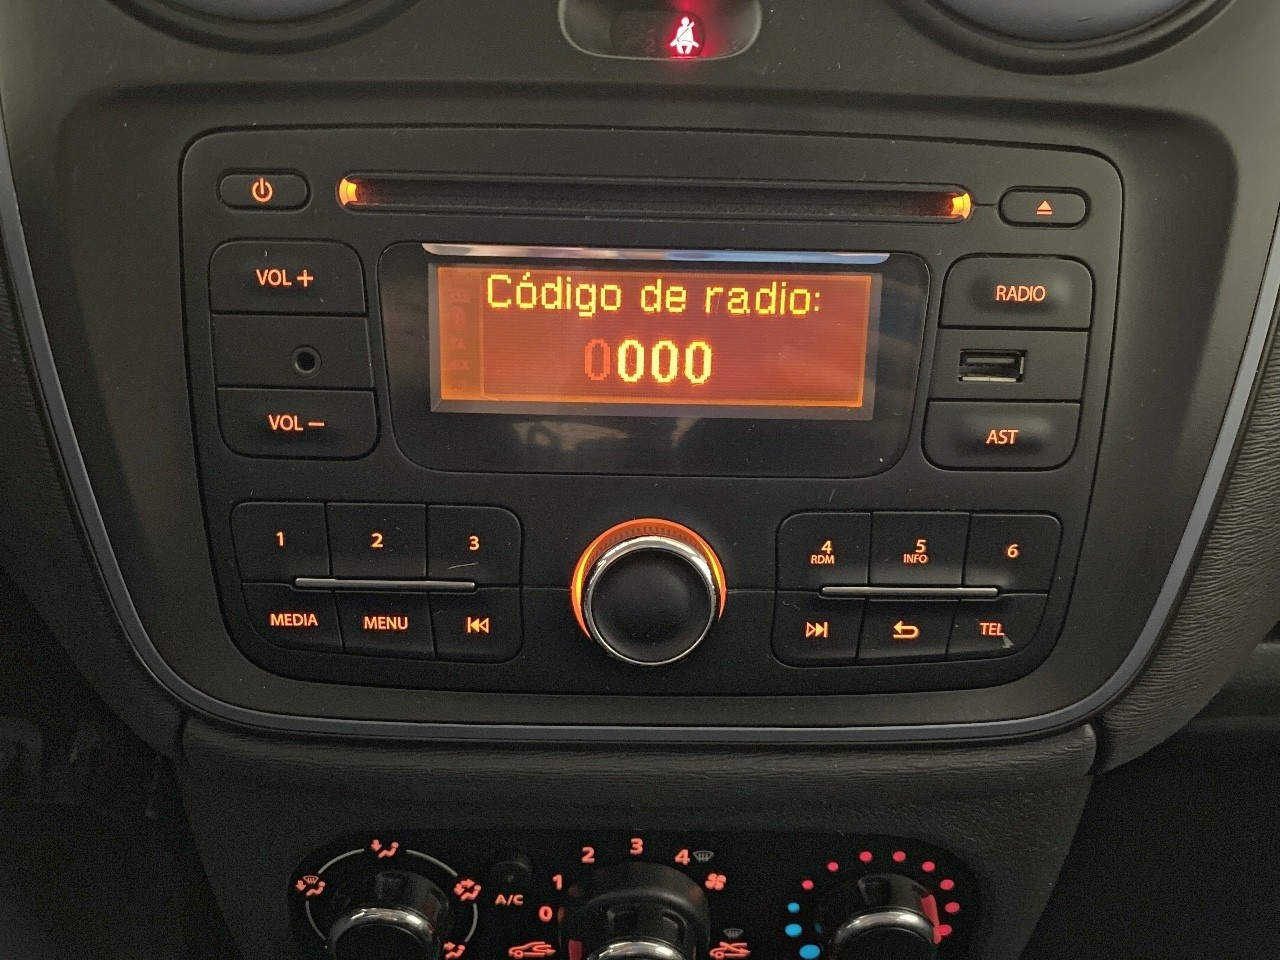 VOL +
Código de radio:
0000
RADIO
VOL −
AST
1 2 3
4 5 6
RDM INFO
MEDIA MENU
TEL
0 1 2 3 4
A/C